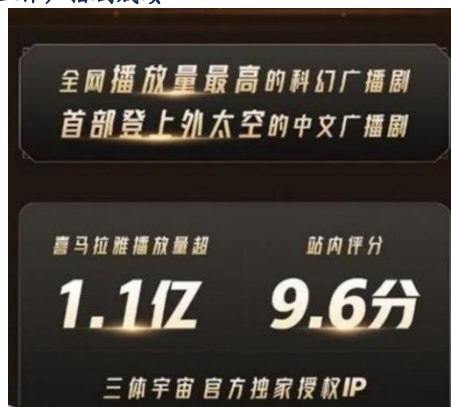 全网播放量最高的科幻广播剧
首部登上外太空的中文广播剧
喜马拉雅播放量超
站内评分
1.1亿
9.6分
三体宇宙 官方独家授权IP